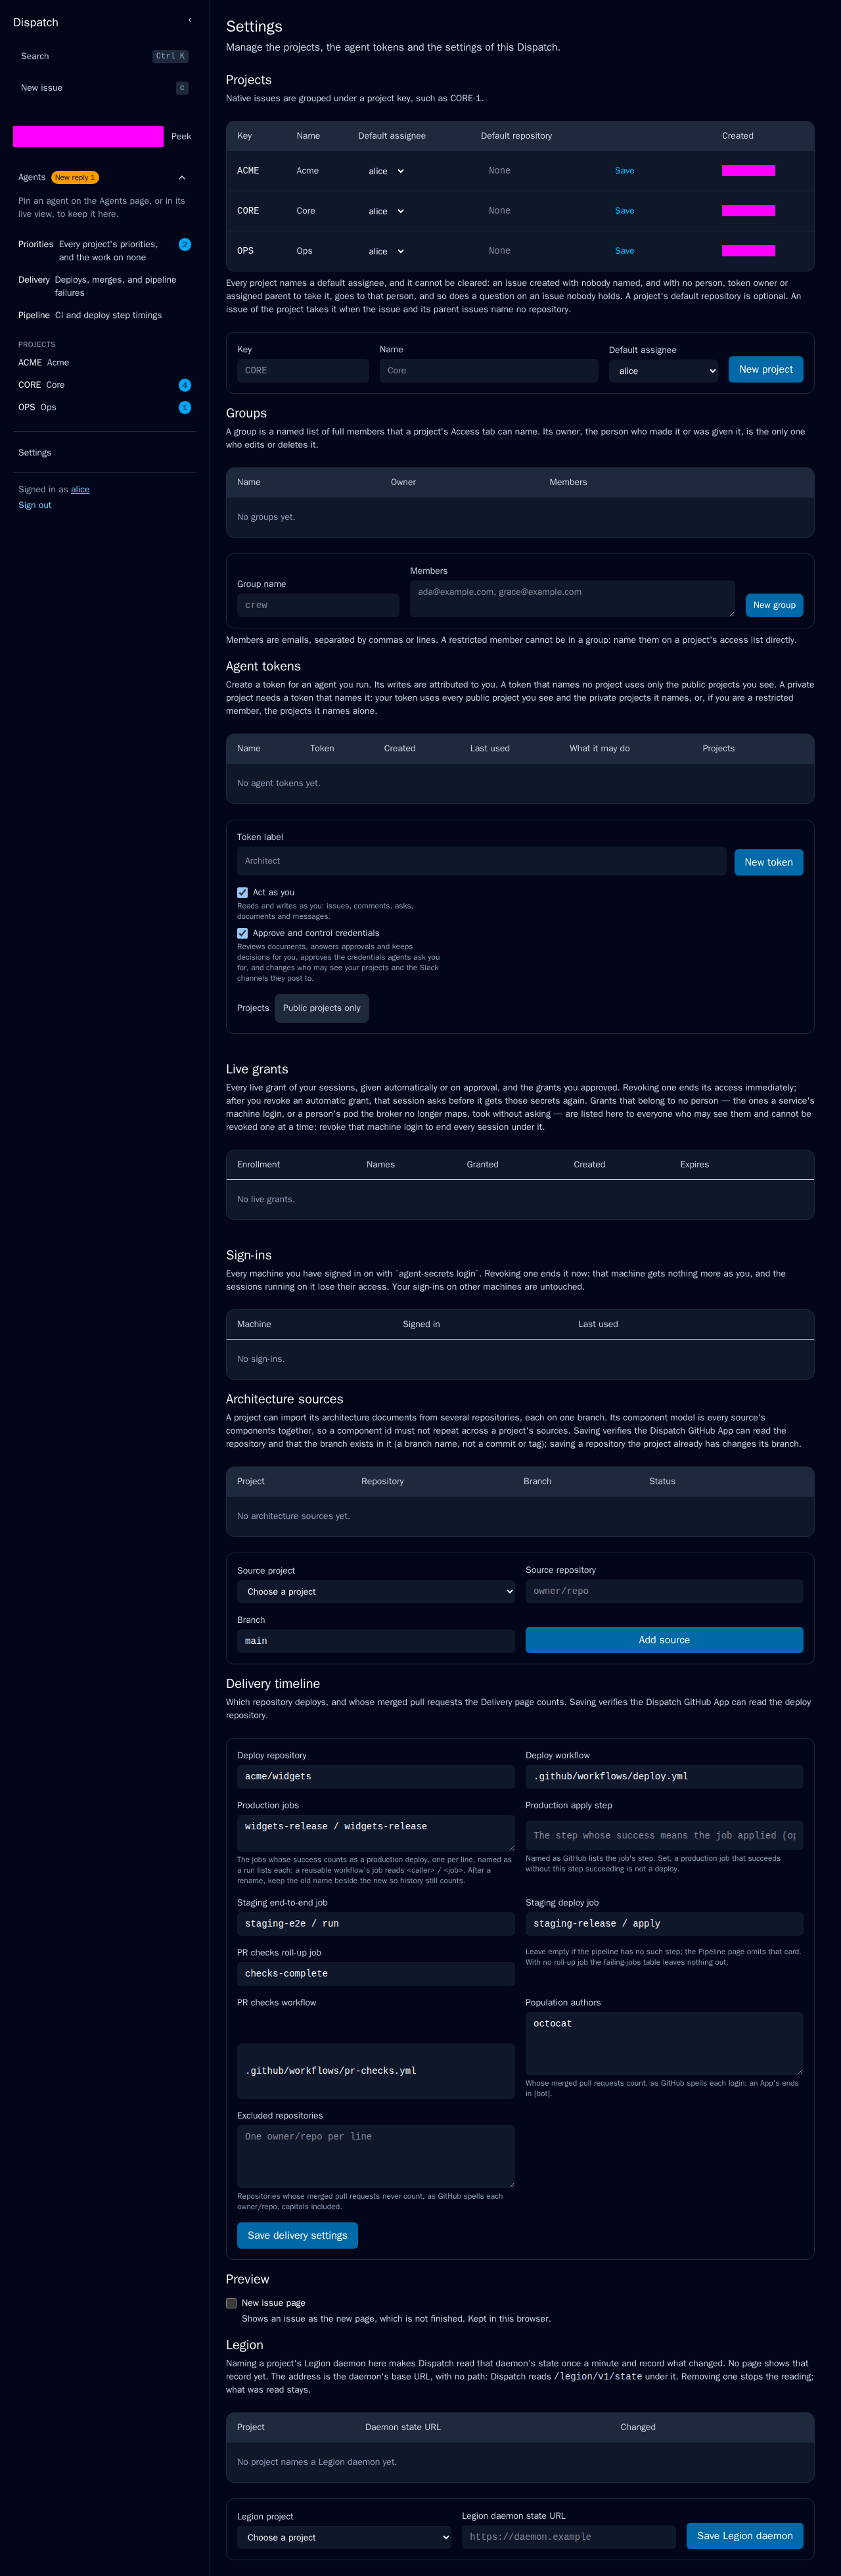 Dispatch
‹
Search
Ctrl K
New issue
c
Peek
Agents New reply 1
Pin an agent on the Agents page, or in its
live view, to keep it here.
Priorities Every project's priorities,
and the work on none
2
Delivery Deploys, merges, and pipeline
failures
Pipeline CI and deploy step timings
PROJECTS
ACME Acme
CORE Core 4
OPS Ops 1
Settings
Signed in as alice
Sign out
Settings
Manage the projects, the agent tokens and the settings of this Dispatch.
Projects
Native issues are grouped under a project key, such as CORE-1.
Key Name Default assignee Default repository Created
ACME Acme alice None Save
CORE Core alice None Save
OPS Ops alice None Save
Every project names a default assignee, and it cannot be cleared: an issue created with nobody named, and with no person, token owner or
assigned parent to take it, goes to that person, and so does a question on an issue nobody holds. A project's default repository is optional. An
issue of the project takes it when the issue and its parent issues name no repository.
Key Name Default assignee
CORE Core alice New project
Groups
A group is a named list of full members that a project's Access tab can name. Its owner, the person who made it or was given it, is the only one
who edits or deletes it.
Name Owner Members
No groups yet.
Group name Members
crew ada@example.com, grace@example.com New group
Members are emails, separated by commas or lines. A restricted member cannot be in a group: name them on a project's access list directly.
Agent tokens
Create a token for an agent you run. Its writes are attributed to you. A token that names no project uses only the public projects you see. A private
project needs a token that names it: your token uses every public project you see and the private projects it names, or, if you are a restricted
member, the projects it names alone.
Name Token Created Last used What it may do Projects
No agent tokens yet.
Token label
Architect New token
Act as you
Reads and writes as you: issues, comments, asks,
documents and messages.
Approve and control credentials
Reviews documents, answers approvals and keeps
decisions for you, approves the credentials agents ask you
for, and changes who may see your projects and the Slack
channels they post to.
Projects Public projects only
Live grants
Every live grant of your sessions, given automatically or on approval, and the grants you approved. Revoking one ends its access immediately;
after you revoke an automatic grant, that session asks before it gets those secrets again. Grants that belong to no person — the ones a service's
machine login, or a person's pod the broker no longer maps, took without asking — are listed here to everyone who may see them and cannot be
revoked one at a time: revoke that machine login to end every session under it.
Enrollment Names Granted Created Expires
No live grants.
Sign-ins
Every machine you have signed in on with `agent-secrets login`. Revoking one ends it now: that machine gets nothing more as you, and the
sessions running on it lose their access. Your sign-ins on other machines are untouched.
Machine Signed in Last used
No sign-ins.
Architecture sources
A project can import its architecture documents from several repositories, each on one branch. Its component model is every source's
components together, so a component id must not repeat across a project's sources. Saving verifies the Dispatch GitHub App can read the
repository and that the branch exists in it (a branch name, not a commit or tag); saving a repository the project already has changes its branch.
Project Repository Branch Status
No architecture sources yet.
Source project Source repository
Choose a project owner/repo
Branch
main Add source
Delivery timeline
Which repository deploys, and whose merged pull requests the Delivery page counts. Saving verifies the Dispatch GitHub App can read the deploy
repository.
Deploy repository Deploy workflow
acme/widgets .github/workflows/deploy.yml
Production jobs Production apply step
widgets-release / widgets-release
The step whose success means the job applied (op
The jobs whose success counts as a production deploy, one per line, named as
a run lists each: a reusable workflow's job reads <caller> / <job>. After a
rename, keep the old name beside the new so history still counts.
Named as GitHub lists the job's step. Set, a production job that succeeds
without this step succeeding is not a deploy.
Staging end-to-end job Staging deploy job
staging-e2e / run staging-release / apply
PR checks roll-up job
checks-complete
Leave empty if the pipeline has no such step; the Pipeline page omits that card.
With no roll-up job the failing-jobs table leaves nothing out.
PR checks workflow Population authors
.github/workflows/pr-checks.yml
octocat
Whose merged pull requests count, as GitHub spells each login: an App's ends
in [bot].
Excluded repositories
One owner/repo per line
Repositories whose merged pull requests never count, as GitHub spells each
owner/repo, capitals included.
Save delivery settings
Preview
New issue page
Shows an issue as the new page, which is not finished. Kept in this browser.
Legion
Naming a project's Legion daemon here makes Dispatch read that daemon's state once a minute and record what changed. No page shows that
record yet. The address is the daemon's base URL, with no path: Dispatch reads /legion/v1/state under it. Removing one stops the reading;
what was read stays.
Project Daemon state URL Changed
No project names a Legion daemon yet.
Legion project Legion daemon state URL
Choose a project https://daemon.example Save Legion daemon